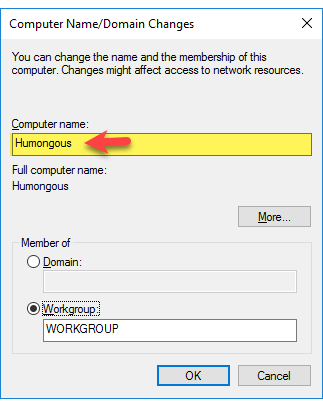 Computer Name/Domain Changes
You can change the name and the membership of this
computer. Changes might affect access to network resources.
Computer name:
Humongous
Full computer name:
Humongous
More...
Member of
Domain:
Workgroup:
WORKGROUP
OK
Cancel